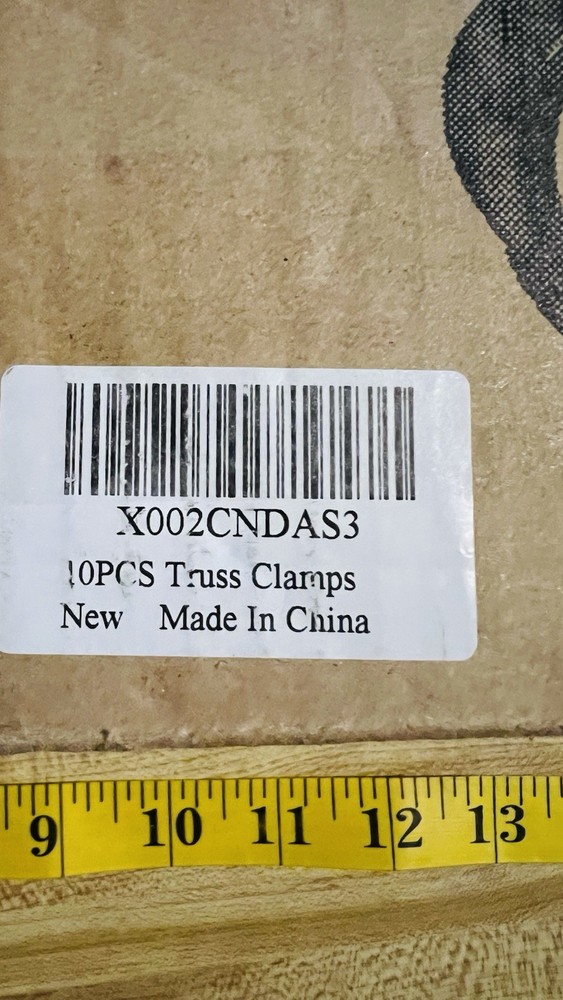 X002CNDAS3
10PCS Truss Clamps
New Made In China
9 10 11 12 13